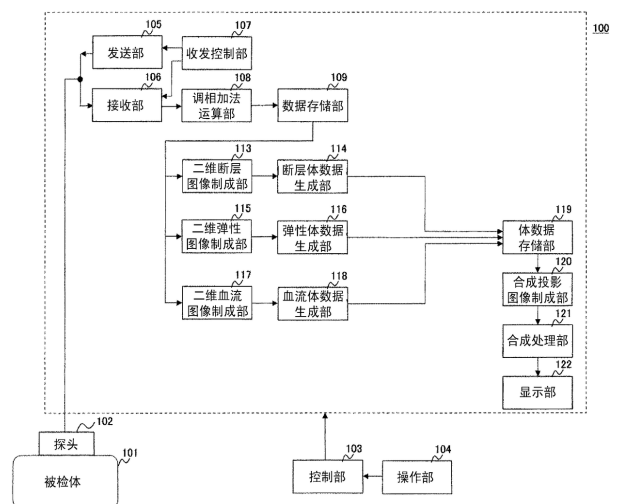 100
105
发送部
107
收发控制部
106
接收部
108
调相加法
运算部
109
数据存储部
113
二维断层
图像制成部
114
断层体数据
生成部
115
二维弹性
图像制成部
116
弹性体数据
生成部
117
二维血流
图像制成部
118
血流体数据
生成部
119
体数据
存储部
120
合成投影
图像制成部
121
合成处理部
122
显示部
102
探头
101
被检体
103
控制部
104
操作部